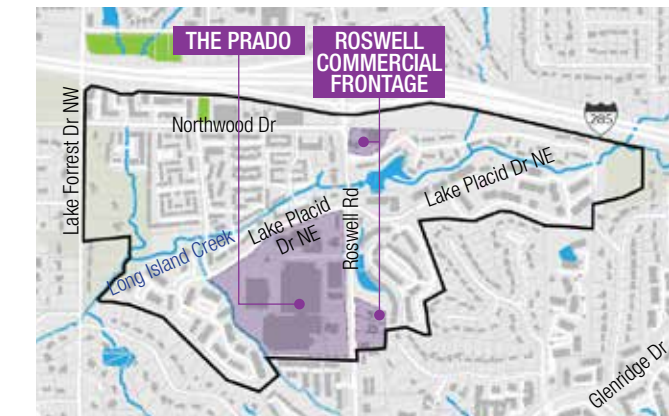 THE PRADO
ROSWELL
COMMERCIAL
FRONTAGE
285
Lake Forrest Dr NW
Northwood Dr
Lake Placid Dr NE
Lake Placid
Dr NE
Roswell Rd
Long Island Creek
Glenridge Dr